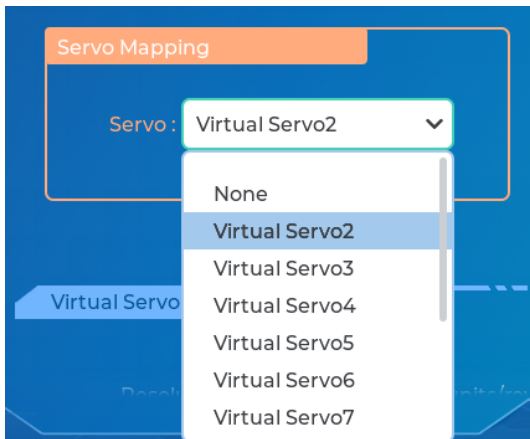 Servo Mapping
Servo : Virtual Servo2
None
Virtual Servo2
Virtual Servo3
Virtual Servo
Virtual Servo4
Virtual Servo5
Virtual Servo6
Virtual Servo7